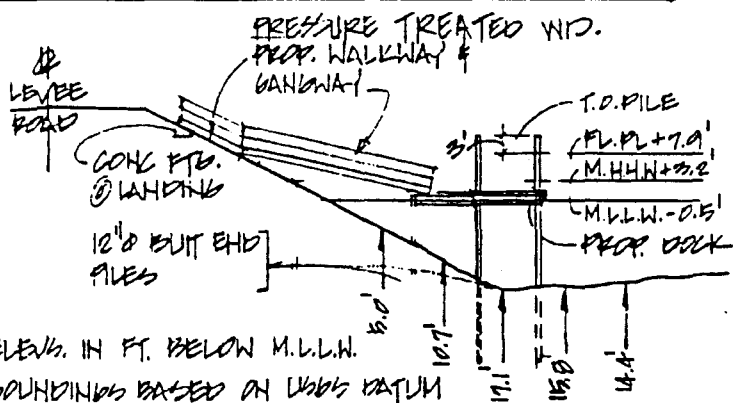 PRESSURE TREATED WD.
PROP. WALKWAY &
GANGWAY
℄
LEVEE
ROAD
CONC FTG.
@ LANDING
12"φ BUTT END
PILES
T.O. PILE
3'
FL. PL +7.9'
M.H.H.W +3.2'
M.L.L.W. -0.5'
PROP. DOCK
5.0'
10.7'
17.1'
15.8
14.4'
ELEVS. IN FT. BELOW M.L.L.W.
SOUNDINGS BASED ON USGS DATUM